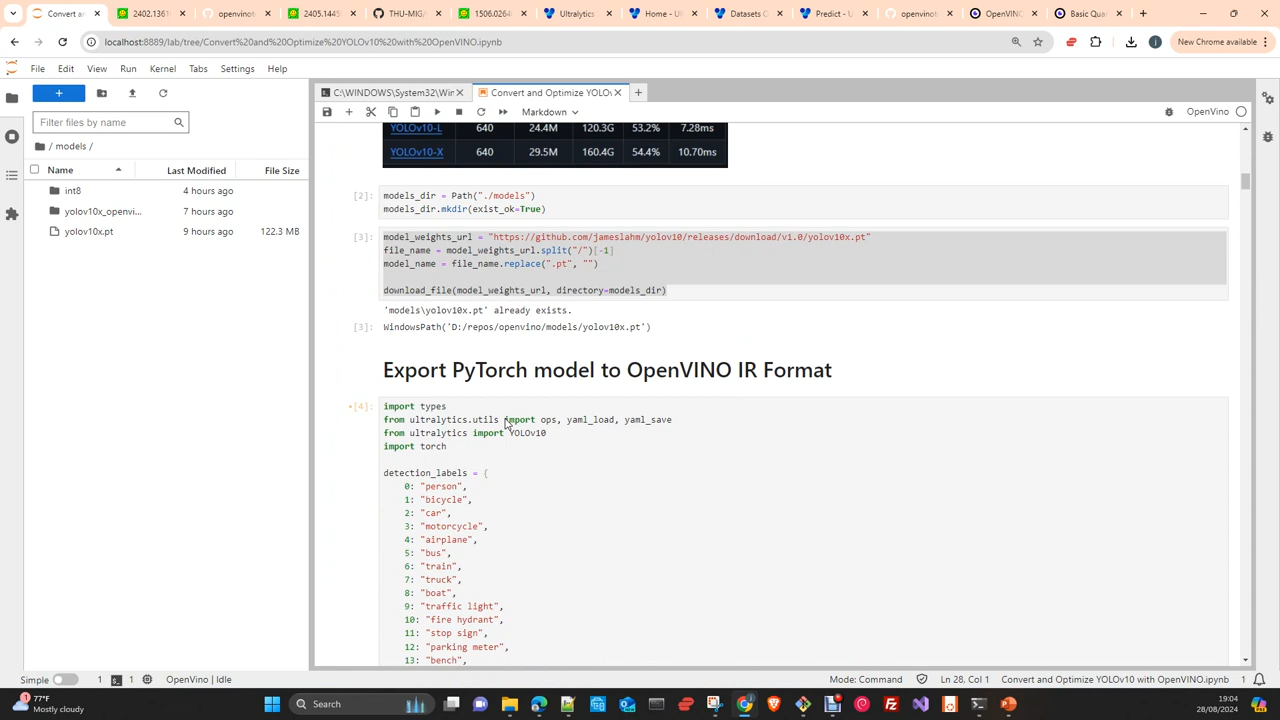 Convert and
2402.1361
openvinot
2405.1445
THU-MIGA
1506.0264
Ultralytics
Home - Ul
Datasets O
Predict - U
openvinot
OpenVINO
Basic Qua
localhost:8889/lab/tree/Convert%20and%20Optimize%20YOLOv10%20with%20OpenVINO.ipynb
New Chrome available
File Edit View Run Kernel Tabs Settings Help
C:\WINDOWS\System32\Win
Convert and Optimize YOLO
Markdown
OpenVino
Filter files by name
/ models /
Name Last Modified File Size
int8 4 hours ago
yolov10x_openvi... 7 hours ago
yolov10x.pt 9 hours ago 122.3 MB
YOLOv10-L 640 24.4M 120.3G 53.2% 7.28ms
YOLOv10-X 640 29.5M 160.4G 54.4% 10.70ms
[2]: models_dir = Path("./models")
models_dir.mkdir(exist_ok=True)
[3]: model_weights_url = "https://github.com/jameslahm/yolov10/releases/download/v1.0/yolov10x.pt"
file_name = model_weights_url.split("/")[-1]
model_name = file_name.replace(".pt", "")
download_file(model_weights_url, directory=models_dir)
'models\yolov10x.pt' already exists.
[3]: WindowsPath('D:/repos/openvino/models/yolov10x.pt')
Export PyTorch model to OpenVINO IR Format
[4]: import types
from ultralytics.utils import ops, yaml_load, yaml_save
from ultralytics import YOLOv10
import torch
detection_labels = {
0: "person",
1: "bicycle",
2: "car",
3: "motorcycle",
4: "airplane",
5: "bus",
6: "train",
7: "truck",
8: "boat",
9: "traffic light",
10: "fire hydrant",
11: "stop sign",
12: "parking meter",
13: "bench",
Simple 1 1 OpenVino | Idle Mode: Command Ln 28, Col 1 Convert and Optimize YOLOv10 with OpenVINO.ipynb 1
77°F
Mostly cloudy
Search
19:04
28/08/2024